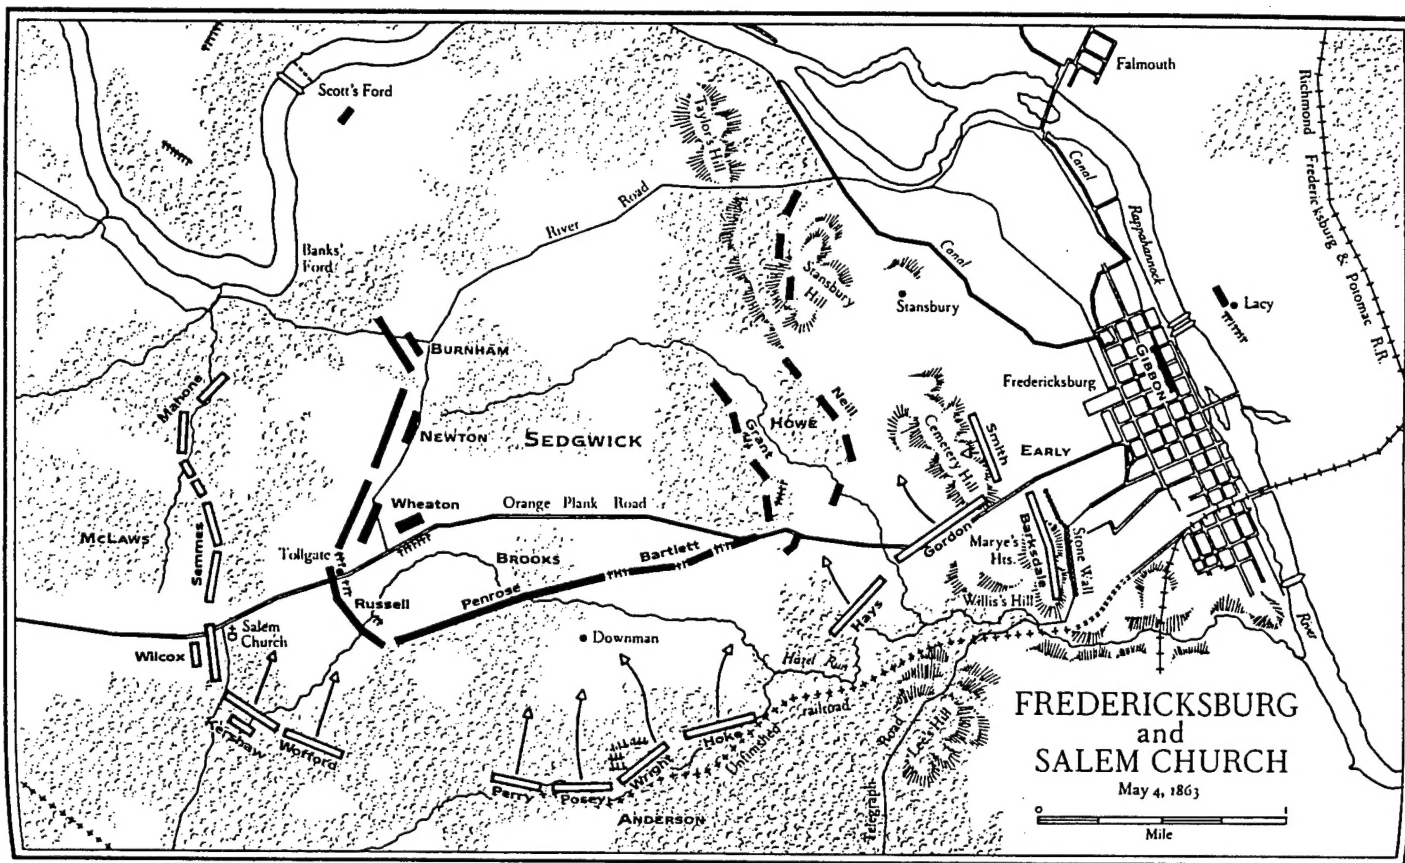 Falmouth
Scott's Ford
Taylor's Hill
Richmond Fredericksburg & Potomac R.R.
Canal
Rappahannock
River Road
Banks' Ford
Canal
Stansbury Hill
Stansbury
Lacy
BURNHAM
GIBBON
Mahone
Fredericksburg
Neill
NEWTON
SEDGWICK
Grant
HOWE
Cemetery Hill
Smith
EARLY
Wheaton
Orange Plank Road
McLAWS
Semmes
Tollgate
BROOKS
Bartlett
Gordon
Marye's
Hts.
Barksdale
Stone Wall
Penrose
Russell
Willis's Hill
Hays
Salem
Church
Downman
Wilcox
Hazel Run
River
railroad
Unfinished
Kershaw
Wofford
Hoke
Wright
Road
Lee's Hill
Perry
Posey
ANDERSON
Telegraph
FREDERICKSBURG
and
SALEM CHURCH
May 4, 1863
0 1
Mile